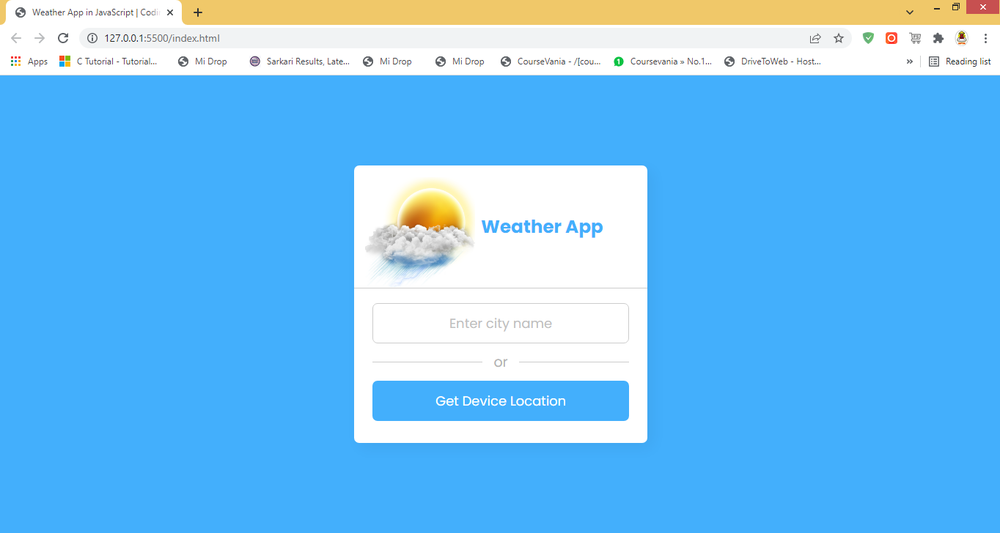 Weather App in JavaScript | Codi
127.0.0.1:5500/index.html
Apps C Tutorial - Tutorial... Mi Drop Sarkari Results, Late... Mi Drop Mi Drop CourseVania - /[cou... Coursevania » No.1... DriveToWeb - Host... » Reading list
Weather App
Enter city name
or
Get Device Location